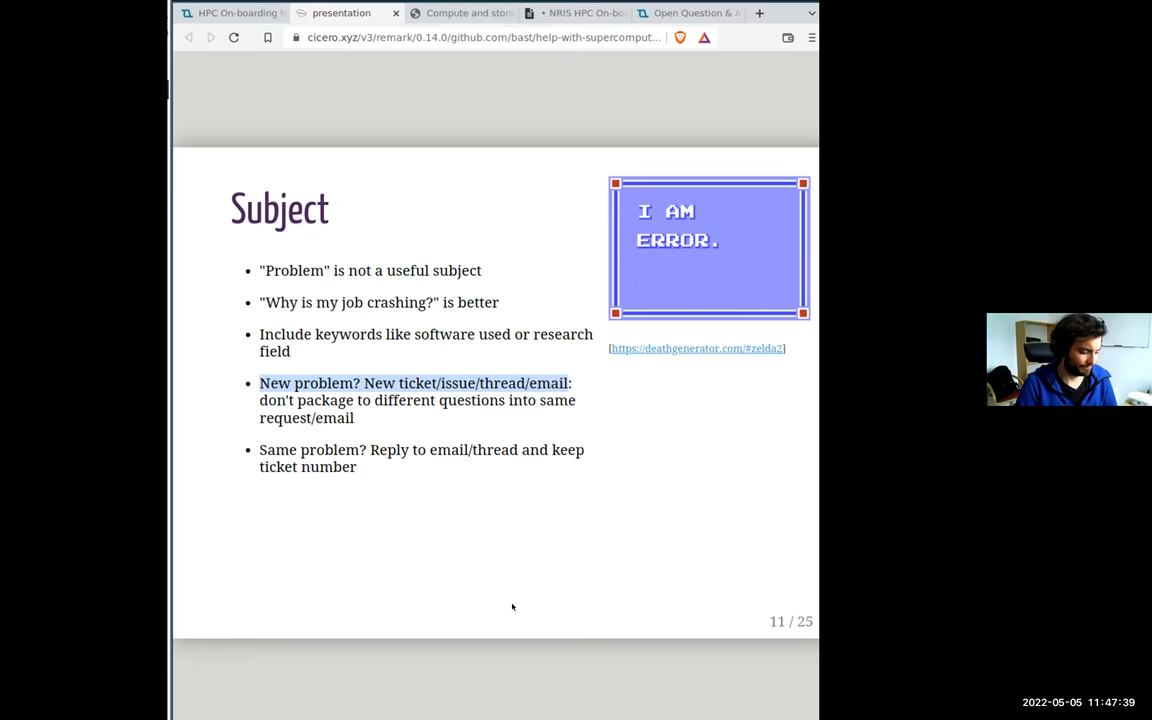 HPC On-boarding
presentation
Compute and stor
• NRIS HPC On-bo
Open Question & A
cicero.xyz/v3/remark/0.14.0/github.com/bast/help-with-supercomput...
Subject
• "Problem" is not a useful subject
• "Why is my job crashing?" is better
• Include keywords like software used or research
field
• New problem? New ticket/issue/thread/email:
don't package to different questions into same
request/email
• Same problem? Reply to email/thread and keep
ticket number
I AM
ERROR.
[https://deathgenerator.com/#zelda2]
11 / 25
2022-05-05 11:47:39